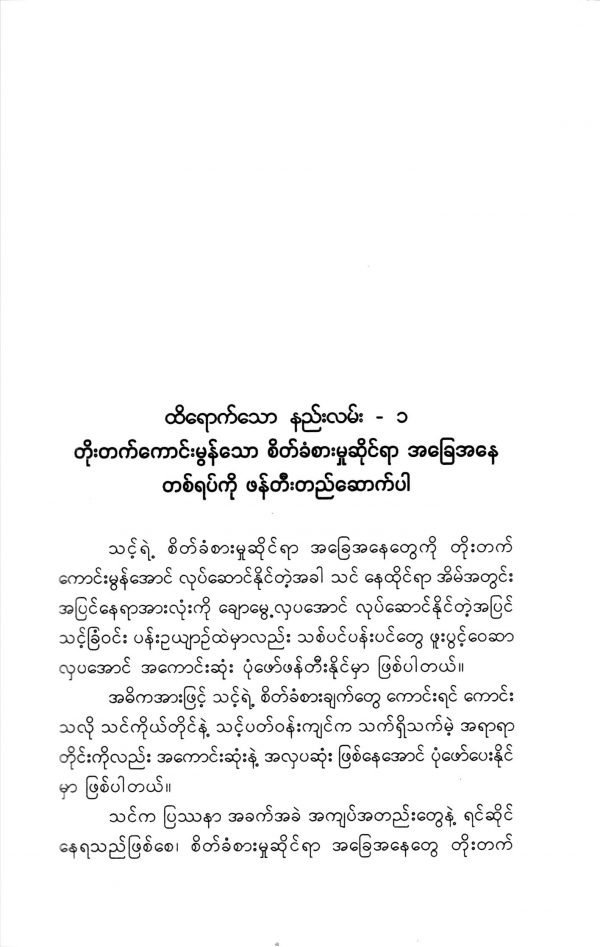 ထိရောက်သော နည်းလမ်း - ၁
တိုးတက်ကောင်းမွန်သော စိတ်ခံစားမှုဆိုင်ရာ အခြေအနေ
တစ်ရပ်ကို ဖန်တီးတည်ဆောက်ပါ
သင့်ရဲ့ စိတ်ခံစားမှုဆိုင်ရာ အခြေအနေတွေကို တိုးတက်
ကောင်းမွန်အောင် လုပ်ဆောင်နိုင်တဲ့အခါ သင် နေထိုင်ရာ အိမ်အတွင်း
အပြင်နေရာအားလုံးကို ချောမွေ့လှပအောင် လုပ်ဆောင်နိုင်တဲ့အပြင်
သင့်ခြံဝင်း ပန်းဥယျာဉ်ထဲမှာလည်း သစ်ပင်ပန်းပင်တွေ ဖူးပွင့်ဝေဆာ
လှပအောင် အကောင်းဆုံး ပုံဖော်ဖန်တီးနိုင်မှာ ဖြစ်ပါတယ်။
အဓိကအားဖြင့် သင့်ရဲ့ စိတ်ခံစားချက်တွေ ကောင်းရင် ကောင်း
သလို သင်ကိုယ်တိုင်နဲ့ သင့်ပတ်ဝန်းကျင်က သက်ရှိသက်မဲ့ အရာရာ
တိုင်းကိုလည်း အကောင်းဆုံးနဲ့ အလှပဆုံး ဖြစ်နေအောင် ပုံဖော်ပေးနိုင်
မှာ ဖြစ်ပါတယ်။
သင်က ပြဿနာ အခက်အခဲ အကျပ်အတည်းတွေနဲ့ ရင်ဆိုင်
နေရသည်ဖြစ်စေ၊ စိတ်ခံစားမှုဆိုင်ရာ အခြေအနေတွေ တိုးတက်